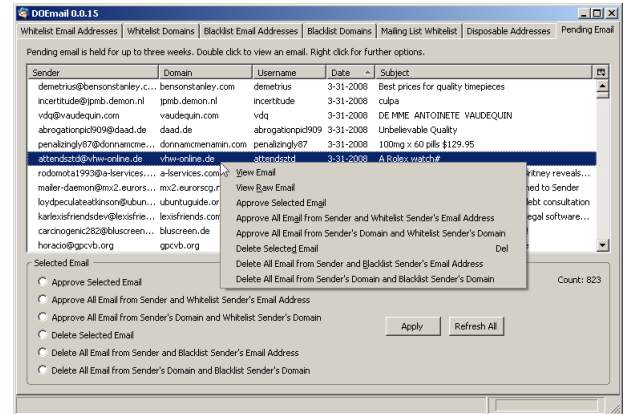 DOEmail 0.0.15
Whitelist Email Addresses Whitelist Domains Blacklist Email Addresses Blacklist Domains Mailing List Whitelist Disposable Addresses Pending Email
Pending email is held for up to three weeks. Double click to view an email. Right click for further options.
Sender Domain Username Date Subject
demetrius@bensonstanley.c... bensonstanley.com demetrius 3-31-2008 Best prices for quality timepieces
incertitude@jpmb.demon.nl jpmb.demon.nl incertitude 3-31-2008 culpa
vdq@vaudequin.com vaudequin.com vdq 3-31-2008 DE MME ANTOINETE VAUDEQUIN
abrogationpicl909@daad.de daad.de abrogationpicl909 3-31-2008 Unbelievable Quality
penalizingly87@donnamcme... donnamcmenamin.com penalizingly87 3-31-2008 100mg x 60 pills $129.95
attendsztd@vhw-online.de vhw-online.de attendsztd 3-31-2008 A Rolex watch#
rodomota1993@a-lservices.... a-lservices.com Britney reveals...
mailer-daemon@mx2.eurors... mx2.eurorscg.r ned to Sender
loydpeculateatkinson@ubun... ubuntuguide.or lebt consultation
karlexisfriendsdev@lexisfrie... lexisfriends.com egal software...
carcinogenic282@bluescreen... bluescreen.de
horacio@gpcvb.org gpcvb.org
View Email
View Raw Email
Approve Selected Email
Approve All Email from Sender and Whitelist Sender's Email Address
Approve All Email from Sender's Domain and Whitelist Sender's Domain
Delete Selected Email Del
Delete All Email from Sender and Blacklist Sender's Email Address
Delete All Email from Sender's Domain and Blacklist Sender's Domain
Selected Email
Count: 823
Approve Selected Email
Approve All Email from Sender and Whitelist Sender's Email Address
Approve All Email from Sender's Domain and Whitelist Sender's Domain
Delete Selected Email
Delete All Email from Sender and Blacklist Sender's Email Address
Delete All Email from Sender's Domain and Blacklist Sender's Domain
Apply Refresh All